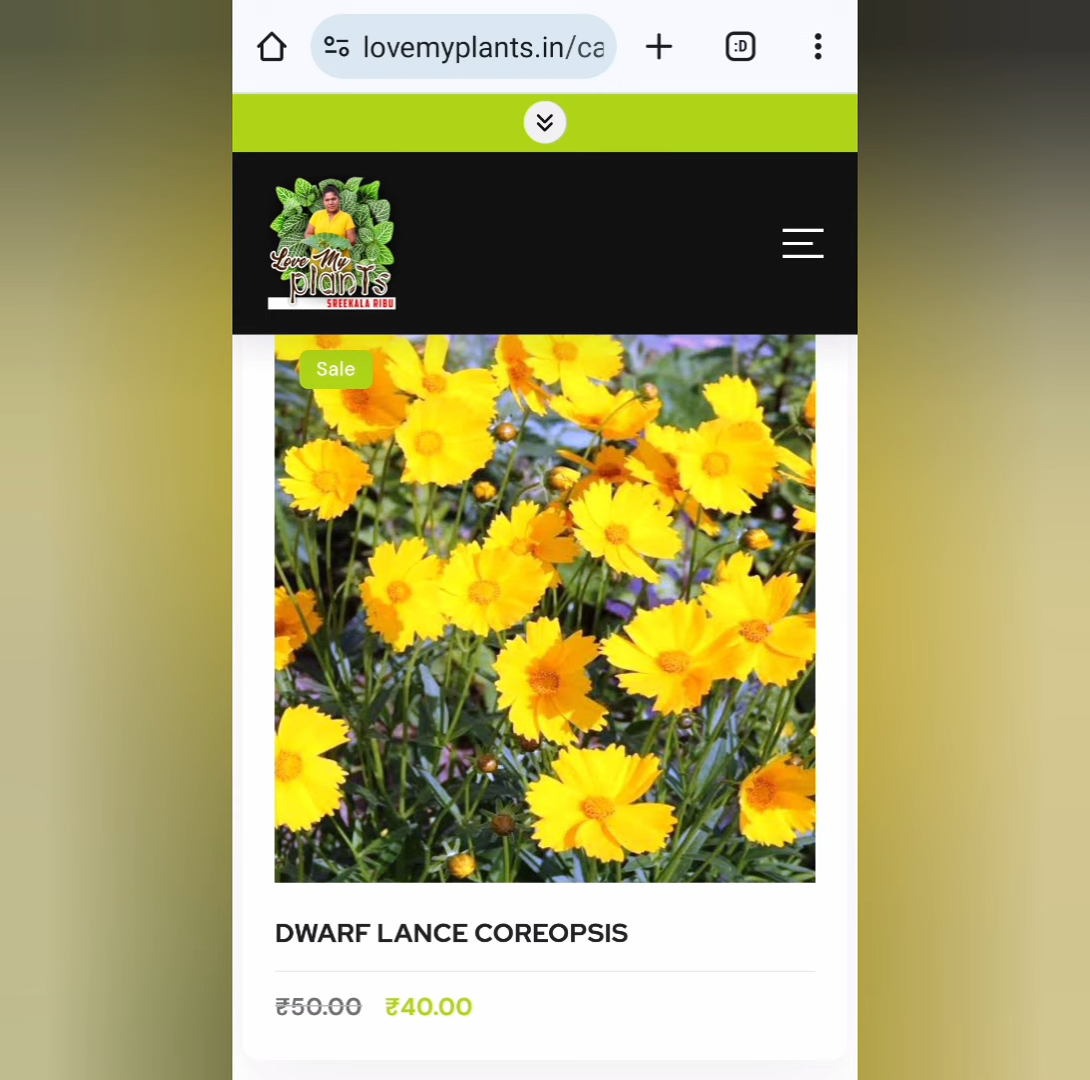 lovemyplants.in/ca
:D
Love My
plants
SREEKALA RIBU
Sale
DWARF LANCE COREOPSIS
₹50.00 ₹40.00